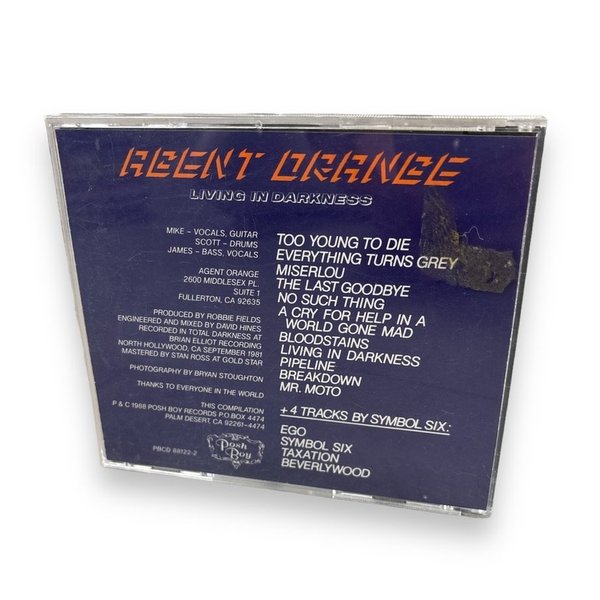 AGENT ORANGE
LIVING IN DARKNESS
MIKE – VOCALS, GUITAR
SCOTT – DRUMS
JAMES – BASS, VOCALS
AGENT ORANGE
2600 MIDDLESEX PL.
SUITE 1
FULLERTON, CA 92635
PRODUCED BY ROBBIE FIELDS
ENGINEERED AND MIXED BY DAVID HINES
RECORDED IN TOTAL DARKNESS AT
BRIAN ELLIOT RECORDING
NORTH HOLLYWOOD, CA SEPTEMBER 1981
MASTERED BY STAN ROSS AT GOLD STAR
PHOTOGRAPHY BY BRYAN STOUGHTON
THANKS TO EVERYONE IN THE WORLD
THIS COMPILATION
P & C 1988 POSH BOY RECORDS P.O. BOX 4474
PALM DESERT, CA 92261-4474
PBCD 88122-2
Posh
Boy
TOO YOUNG TO DIE
EVERYTHING TURNS GREY
MISERLOU
THE LAST GOODBYE
NO SUCH THING
A CRY FOR HELP IN A
WORLD GONE MAD
BLOODSTAINS
LIVING IN DARKNESS
PIPELINE
BREAKDOWN
MR. MOTO
+ 4 TRACKS BY SYMBOL SIX:
EGO
SYMBOL SIX
TAXATION
BEVERLYWOOD